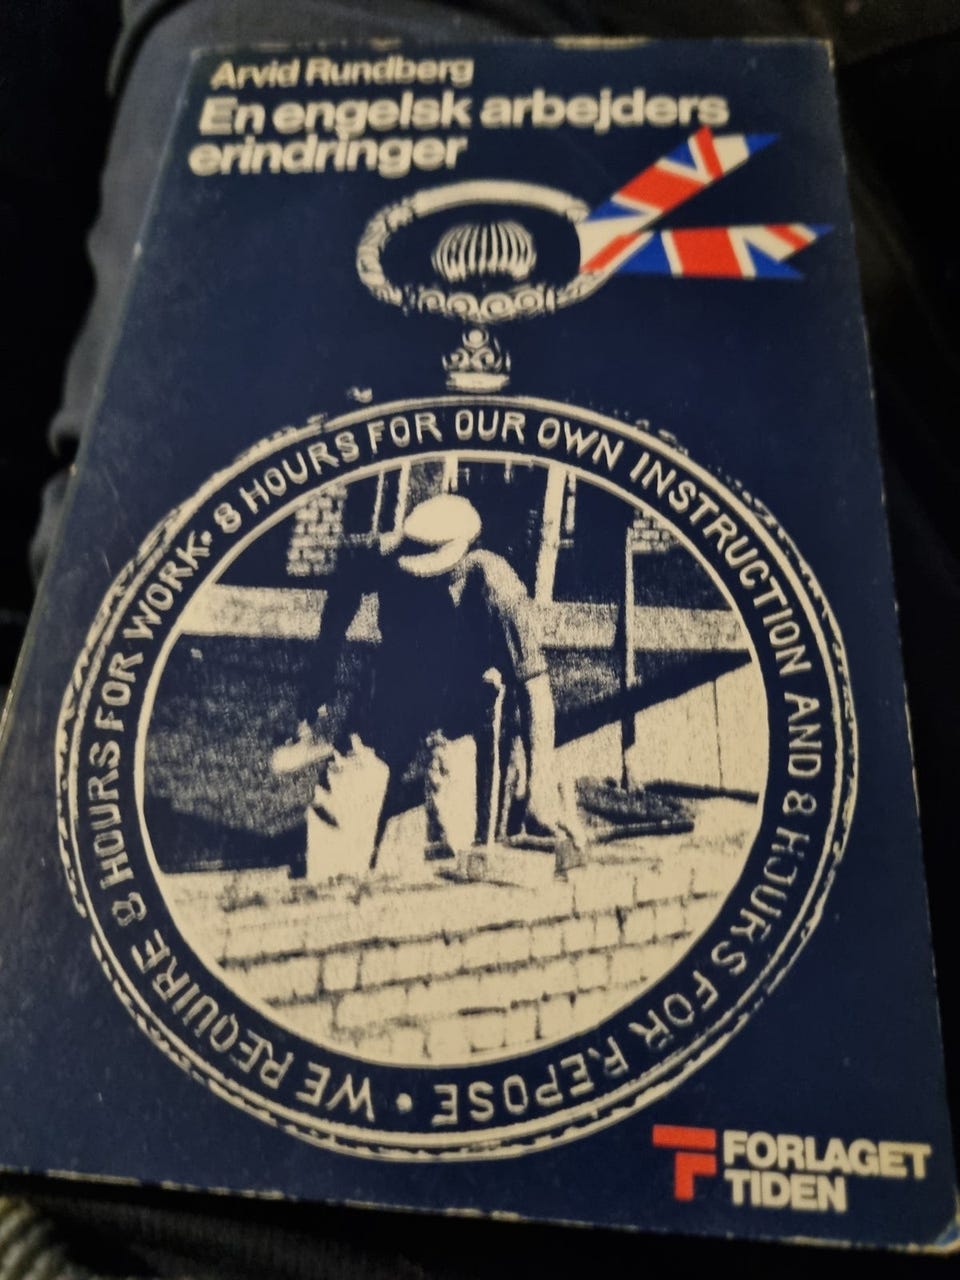 Arvid Rundberg
En engelsk arbejders
erindringer
WE REQUIRE 8 HOURS FOR WORK. 8 HOURS FOR OUR OWN INSTRUCTION AND 8 HOURS FOR REPOSE •
FORLAGET
TIDEN